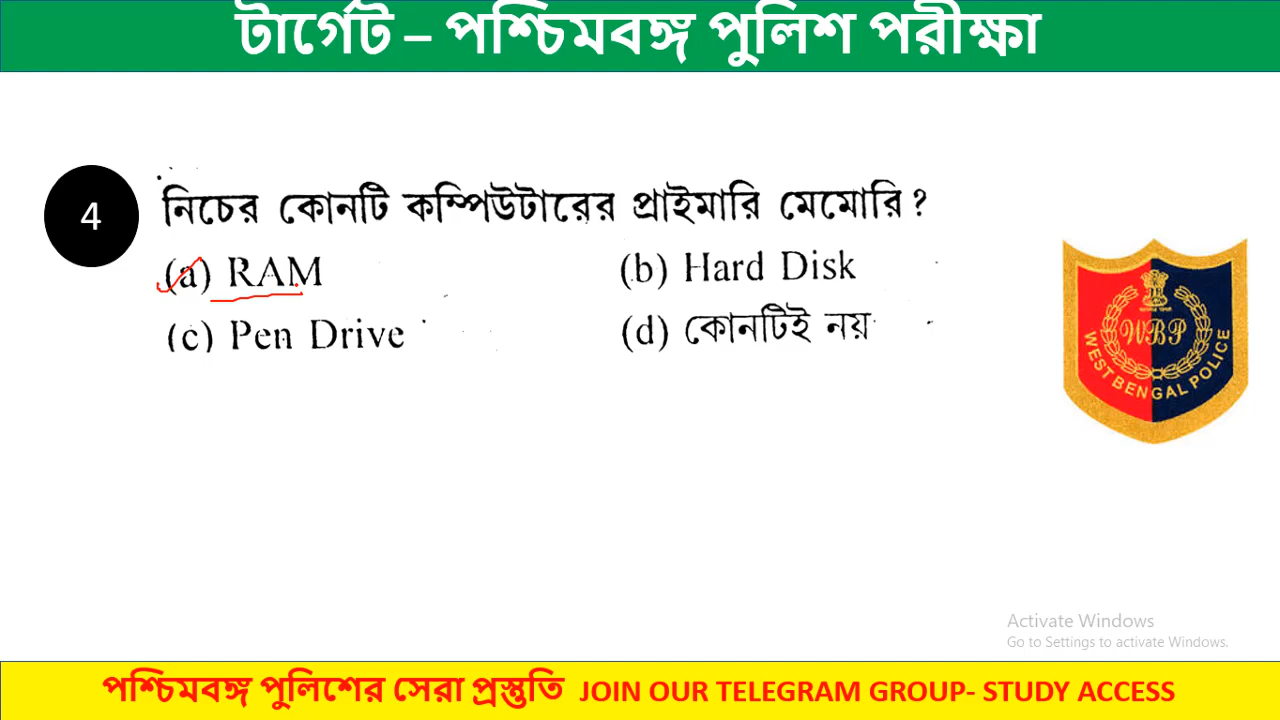 টার্গেট – পশ্চিমবঙ্গ পুলিশ পরীক্ষা
4
নিচের কোনটি কম্পিউটারের প্রাইমারি মেমোরি?
(a) RAM (b) Hard Disk
(c) Pen Drive (d) কোনটিই নয়
WBP
WEST BENGAL POLICE
Activate Windows
Go to Settings to activate Windows.
পশ্চিমবঙ্গ পুলিশের সেরা প্রস্তুতি JOIN OUR TELEGRAM GROUP- STUDY ACCESS